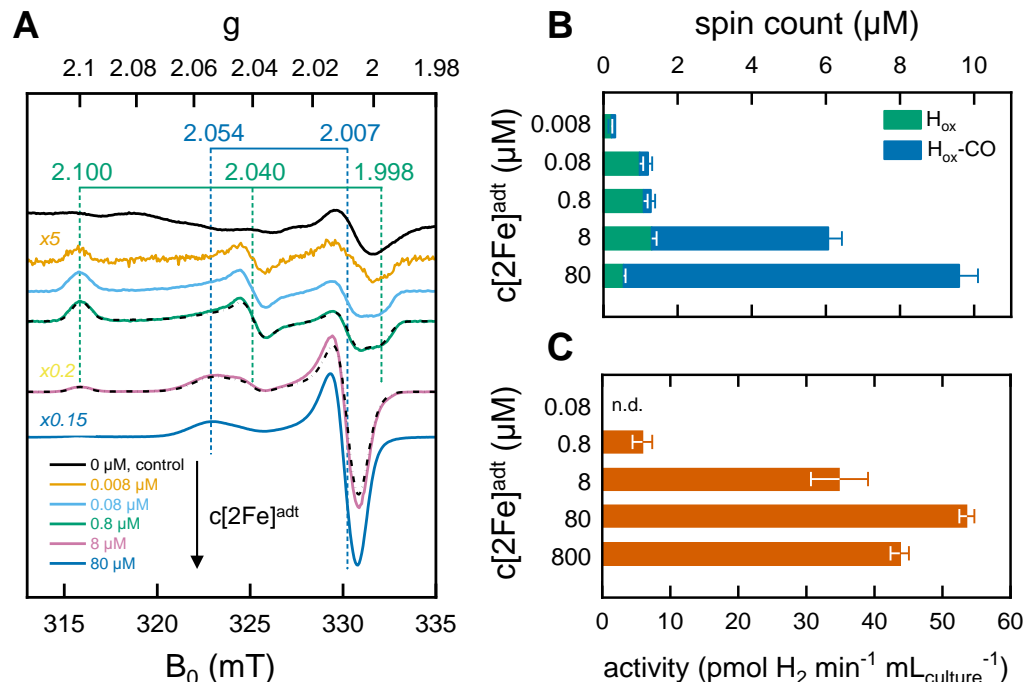 A
g
2.1 2.08 2.06 2.04 2.02 2 1.98
2.054 2.007
2.100 2.040 1.998
x5
x0.2
x0.15
0 µM, control
0.008 µM
0.08 µM
0.8 µM
8 µM
80 µM
c[2Fe]^adt
315 320 325 330 335
B₀ (mT)
B
spin count (µM)
0 2 4 6 8 10
c[2Fe]^adt (µM)
0.008
0.08
0.8
8
80
H_ox
H_ox-CO
C
c[2Fe]^adt (µM)
0.08
0.8
8
80
800
n.d.
0 10 20 30 40 50 60
activity (pmol H₂ min⁻¹ mL_culture⁻¹)